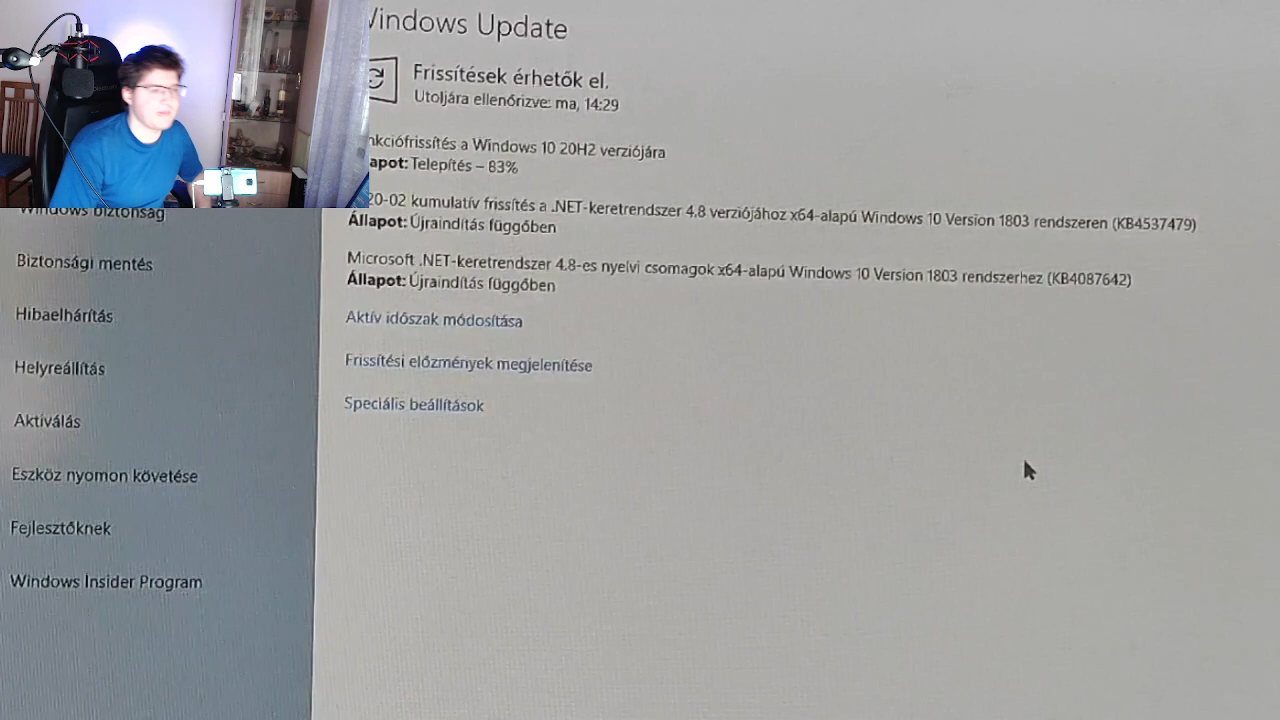 Windows Update
Frissítések érhetők el.
Utoljára ellenőrizve: ma, 14:29
nkciófrissítés a Windows 10 20H2 verziójára
apot: Telepítés – 83%
20-02 kumulatív frissítés a .NET-keretrendszer 4.8 verziójához x64-alapú Windows 10 Version 1803 rendszeren (KB4537479)
Állapot: Újraindítás függőben
Microsoft .NET-keretrendszer 4.8-es nyelvi csomagok x64-alapú Windows 10 Version 1803 rendszerhez (KB4087642)
Állapot: Újraindítás függőben
Aktív időszak módosítása
Frissítési előzmények megjelenítése
Speciális beállítások
Windows biztonság
Biztonsági mentés
Hibaelhárítás
Helyreállítás
Aktiválás
Eszköz nyomon követése
Fejlesztőknek
Windows Insider Program